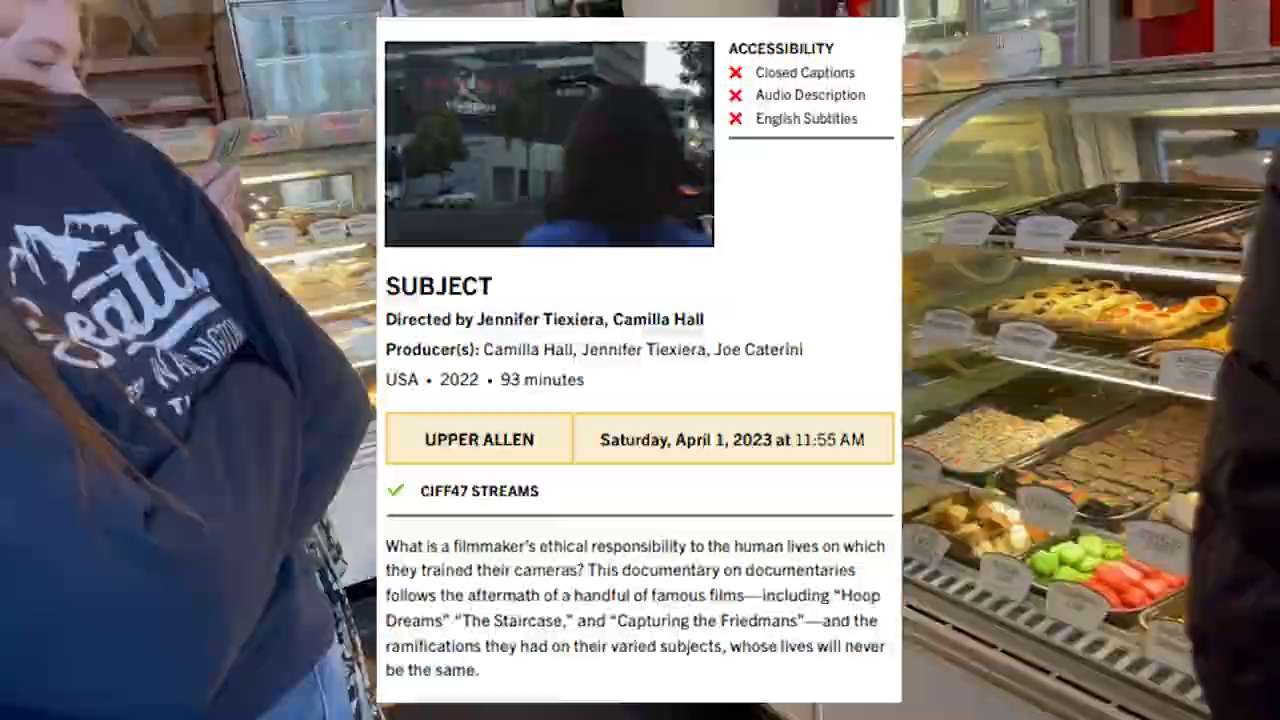 ACCESSIBILITY
Closed Captions
Audio Description
English Subtitles
SUBJECT
Directed by Jennifer Tiexiera, Camilla Hall
Producer(s): Camilla Hall, Jennifer Tiexiera, Joe Caterini
USA • 2022 • 93 minutes
UPPER ALLEN
Saturday, April 1, 2023 at 11:55 AM
CIFF47 STREAMS
What is a filmmaker's ethical responsibility to the human lives on which
they trained their cameras? This documentary on documentaries
follows the aftermath of a handful of famous films—including "Hoop
Dreams" "The Staircase," and "Capturing the Friedmans"—and the
ramifications they had on their varied subjects, whose lives will never
be the same.
Seattle